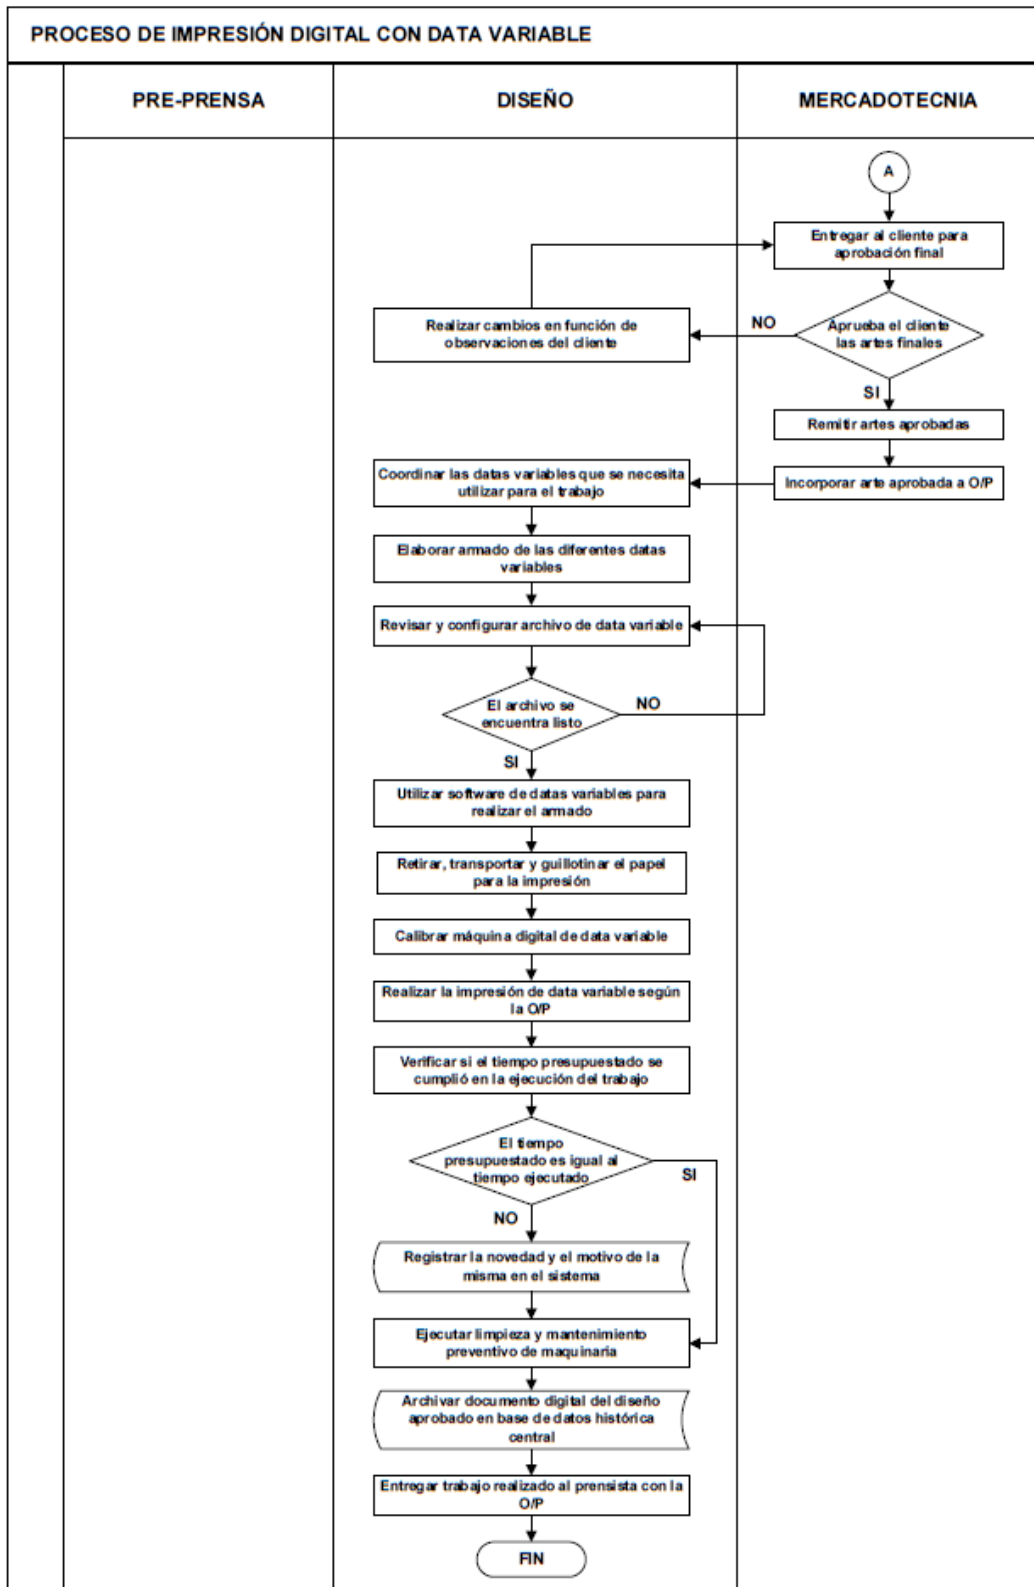 PROCESO DE IMPRESIÓN DIGITAL CON DATA VARIABLE
PRE-PRENSA
DISEÑO
MERCADOTECNIA
A
Entregar al cliente para
aprobación final
Realizar cambios en función de
observaciones del cliente
NO
Aprueba el cliente
las artes finales
SI
Remitir artes aprobadas
Coordinar las datas variables que se necesita
utilizar para el trabajo
Incorporar arte aprobada a O/P
Elaborar armado de las diferentes datas
variables
Revisar y configurar archivo de data variable
El archivo se
encuentra listo
NO
SI
Utilizar software de datas variables para
realizar el armado
Retirar, transportar y guillotinar el papel
para la impresión
Calibrar máquina digital de data variable
Realizar la impresión de data variable según
la O/P
Verificar si el tiempo presupuestado se
cumplió en la ejecución del trabajo
El tiempo
presupuestado es igual al
tiempo ejecutado
SI
NO
Registrar la novedad y el motivo de la
misma en el sistema
Ejecutar limpieza y mantenimiento
preventivo de maquinaria
Archivar documento digital del diseño
aprobado en base de datos histórica
central
Entregar trabajo realizado al prensista con la
O/P
FIN